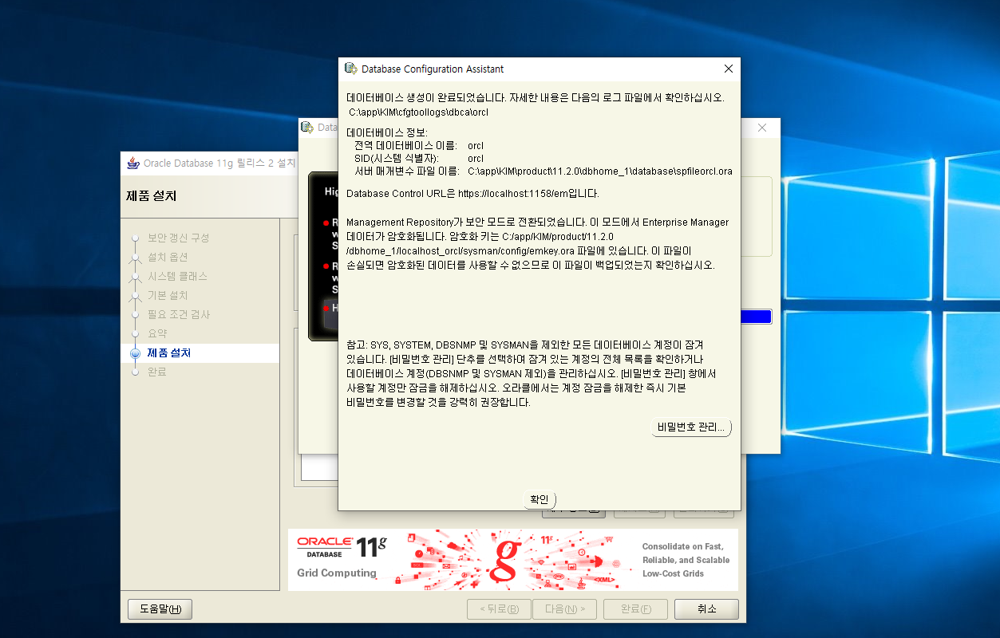 Database Configuration Assistant
데이터베이스 생성이 완료되었습니다. 자세한 내용은 다음의 로그 파일에서 확인하십시오.
C:\app\KIM\cfgtoollogs\dbca\orcl
데이터베이스 정보:
전역 데이터베이스 이름: orcl
SID(시스템 식별자): orcl
서버 매개변수 파일 이름: C:\app\KIM\product\11.2.0\dbhome_1\database\spfileorcl.ora
Database Control URL은 https://localhost:1158/em입니다.
Management Repository가 보안 모드로 전환되었습니다. 이 모드에서 Enterprise Manager
데이터가 암호화됩니다. 암호화 키는 C:/app/KIM/product/11.2.0
/dbhome_1/localhost_orcl/sysman/config/emkey.ora 파일에 있습니다. 이 파일이
손실되면 암호화된 데이터를 사용할 수 없으므로 이 파일이 백업되었는지 확인하십시오.
참고: SYS, SYSTEM, DBSNMP 및 SYSMAN을 제외한 모든 데이터베이스 계정이 잠겨
있습니다. [비밀번호 관리] 단추를 선택하여 잠겨 있는 계정의 전체 목록을 확인하거나
데이터베이스 계정(DBSNMP 및 SYSMAN 제외)을 관리하십시오. [비밀번호 관리] 창에서
사용할 계정만 잠금을 해제하십시오. 오라클에서는 계정 잠금을 해제한 즉시 기본
비밀번호를 변경할 것을 강력히 권장합니다.
비밀번호 관리...
확인
Data
Hig
R
w
S
R
w
S
H
Oracle Database 11g 릴리스 2 설치
제품 설치
보안 갱신 구성
설치 옵션
시스템 클래스
기본 설치
필요 조건 검사
요약
제품 설치
완료
ORACLE
DATABASE 11g
Grid Computing
g
11g
<XML>
Consolidate on Fast,
Reliable, and Scalable
Low-Cost Grids
도움말(H)
< 뒤로(B)
다음(N) >
완료(F)
취소